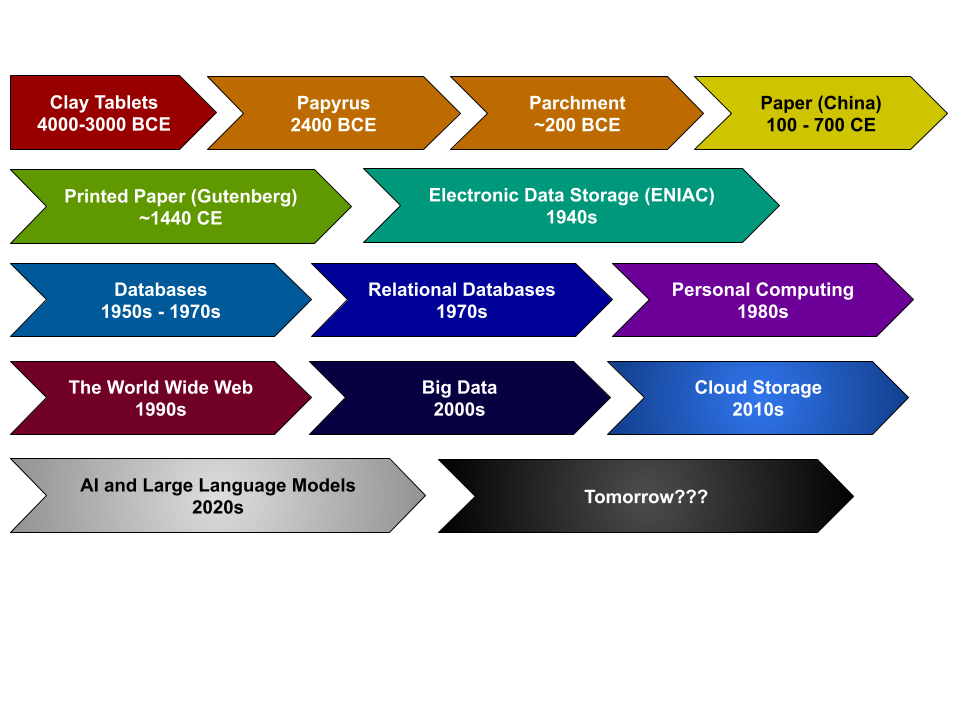 Clay Tablets
4000-3000 BCE
Papyrus
2400 BCE
Parchment
~200 BCE
Paper (China)
100 - 700 CE
Printed Paper (Gutenberg)
~1440 CE
Electronic Data Storage (ENIAC)
1940s
Databases
1950s - 1970s
Relational Databases
1970s
Personal Computing
1980s
The World Wide Web
1990s
Big Data
2000s
Cloud Storage
2010s
AI and Large Language Models
2020s
Tomorrow???